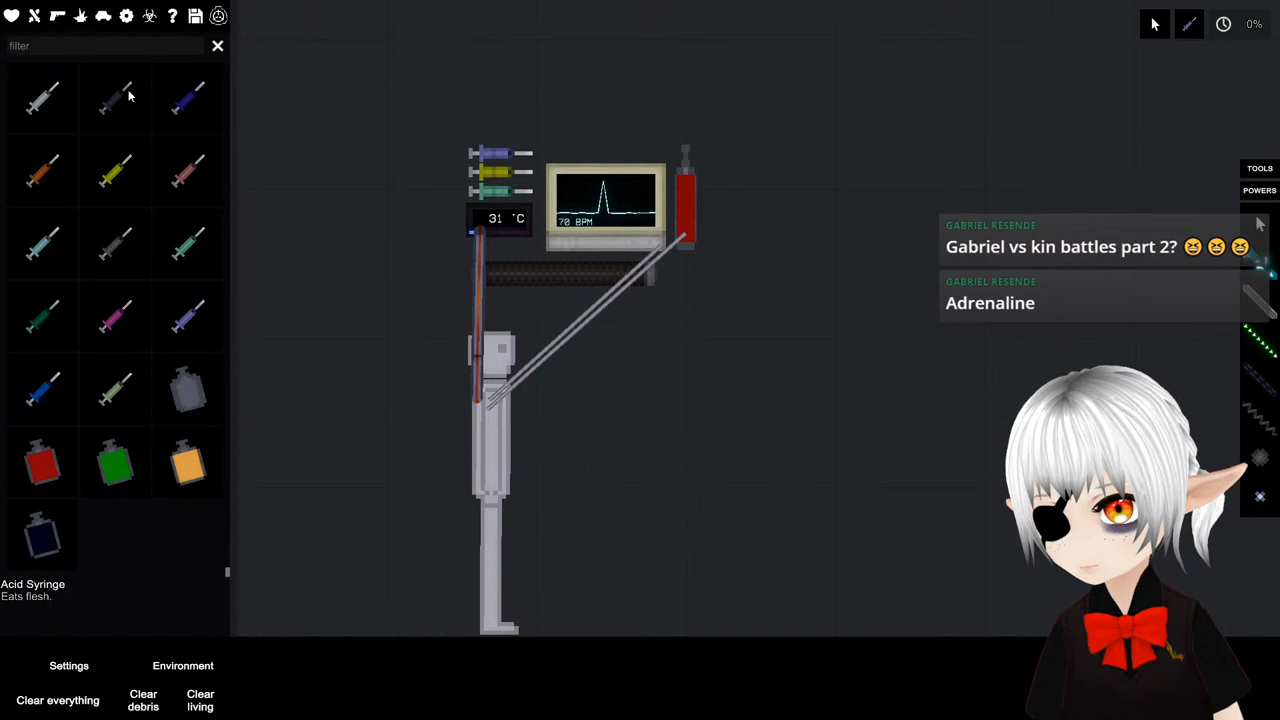 0%
filter
31 °C
70 BPM
TOOLS
POWERS
GABRIEL RESENDE
Gabriel vs kin battles part 2? 😆 😆 😆
GABRIEL RESENDE
Adrenaline
Acid Syringe
Eats flesh.
Settings
Environment
Clear everything
Clear debris
Clear living